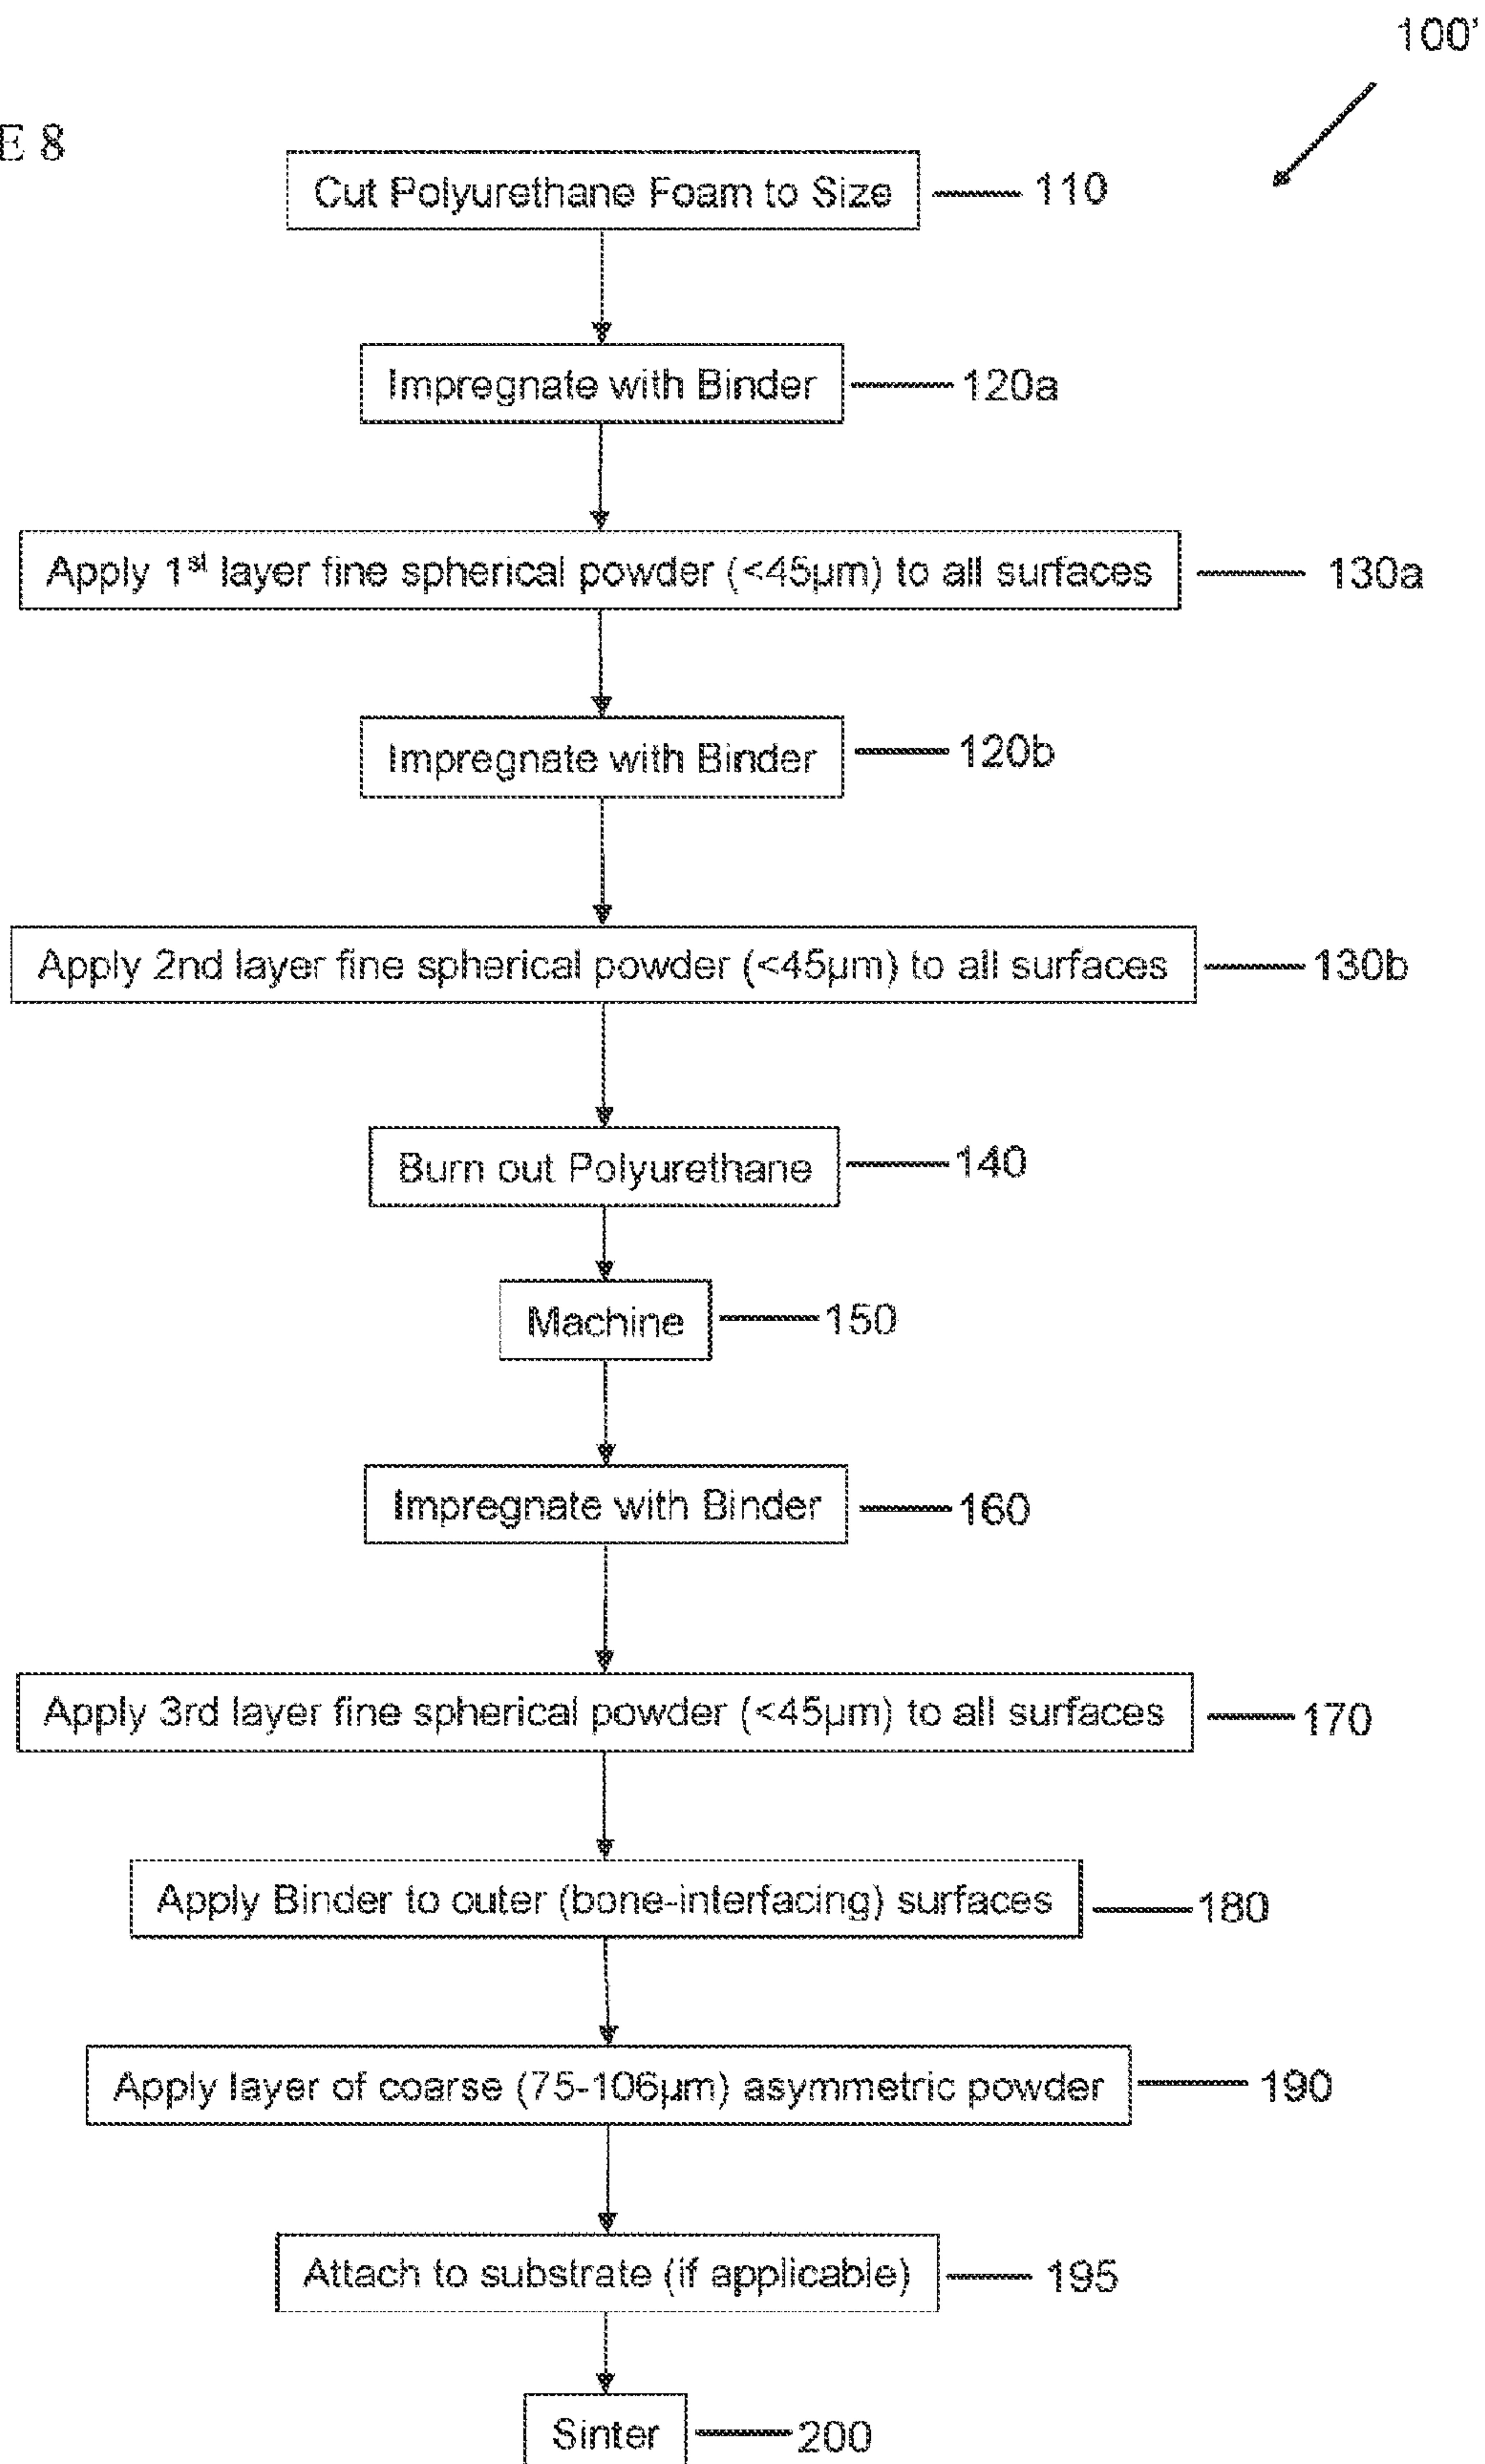 100'
E 8
Cut Polyurethane Foam to Size 110
Impregnate with Binder 120a
Apply 1st layer fine spherical powder (<45µm) to all surfaces 130a
Impregnate with Binder 120b
Apply 2nd layer fine spherical powder (<45µm) to all surfaces 130b
Burn out Polyurethane 140
Machine 150
Impregnate with Binder 160
Apply 3rd layer fine spherical powder (<45µm) to all surfaces 170
Apply Binder to outer (bone-interfacing) surfaces 180
Apply layer of coarse (75-106µm) asymmetric powder 190
Attach to substrate (if applicable) 195
Sinter 200